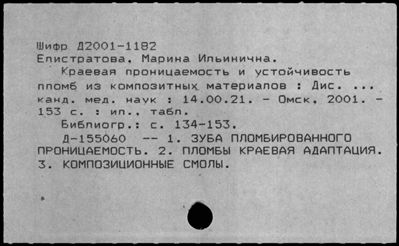 Шифр Д2001-1182
Елистратова, Марина Ильинична.
Краевая проницаемость и устойчивость
пломб из композитных материалов : Дис. ...
канд. мед. наук : 14.00.21. - Омск, 2001. -
153 с. : ил., табл.
Библиогр.: с. 134-153.
Д-155060 -- 1. ЗУБА ПЛОМБИРОВАННОГО
ПРОНИЦАЕМОСТЬ. 2. ПЛОМБЫ КРАЕВАЯ АДАПТАЦИЯ.
3. КОМПОЗИЦИОННЫЕ СМОЛЫ.